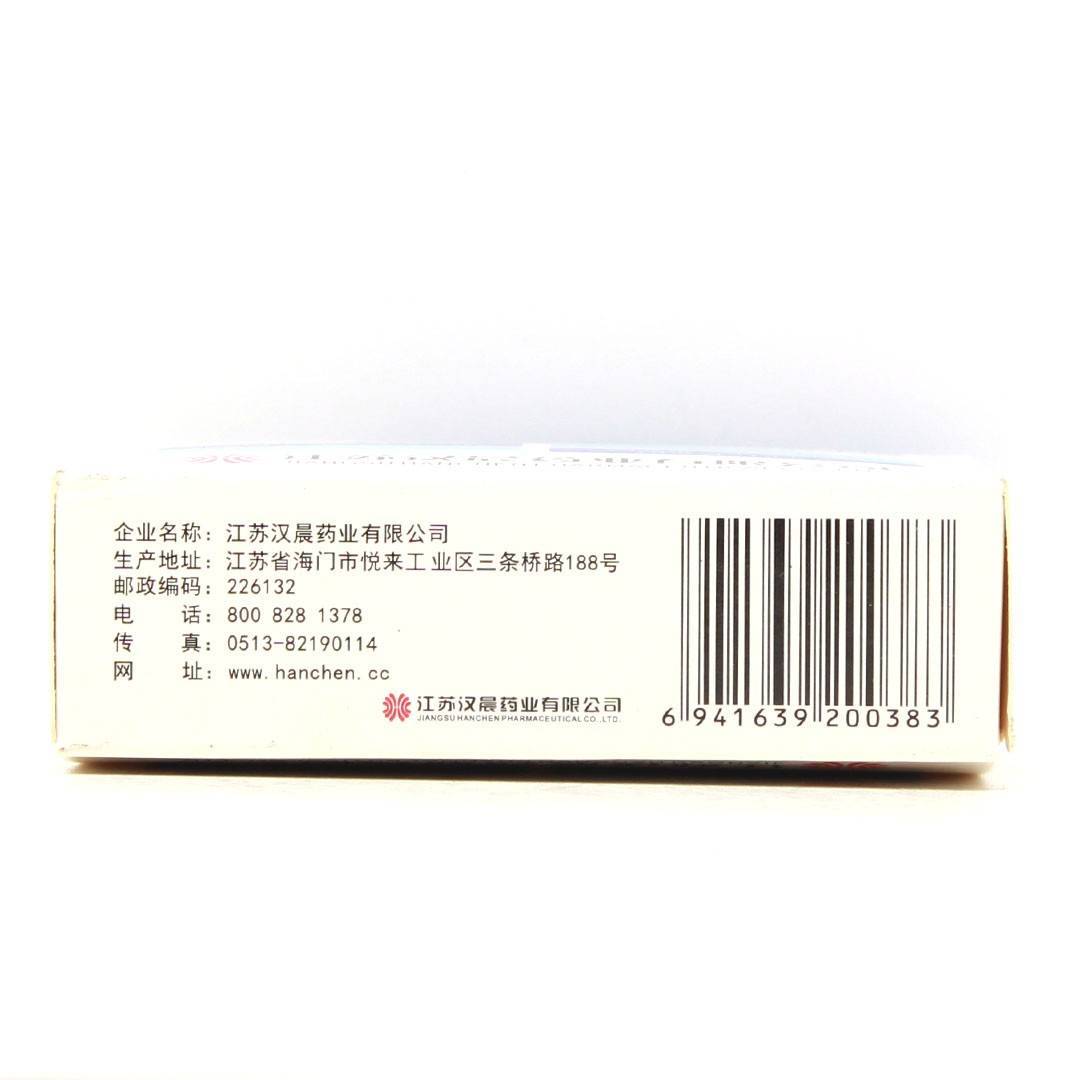 企业名称：江苏汉晨药业有限公司
生产地址：江苏省海门市悦来工业区三条桥路188号
邮政编码：226132
电　　话：800 828 1378
传　　真：0513-82190114
网　　址：www.hanchen.cc
江苏汉晨药业有限公司
JIANGSU HANCHEN PHARMACEUTICAL CO.,LTD.
6 941639 200383